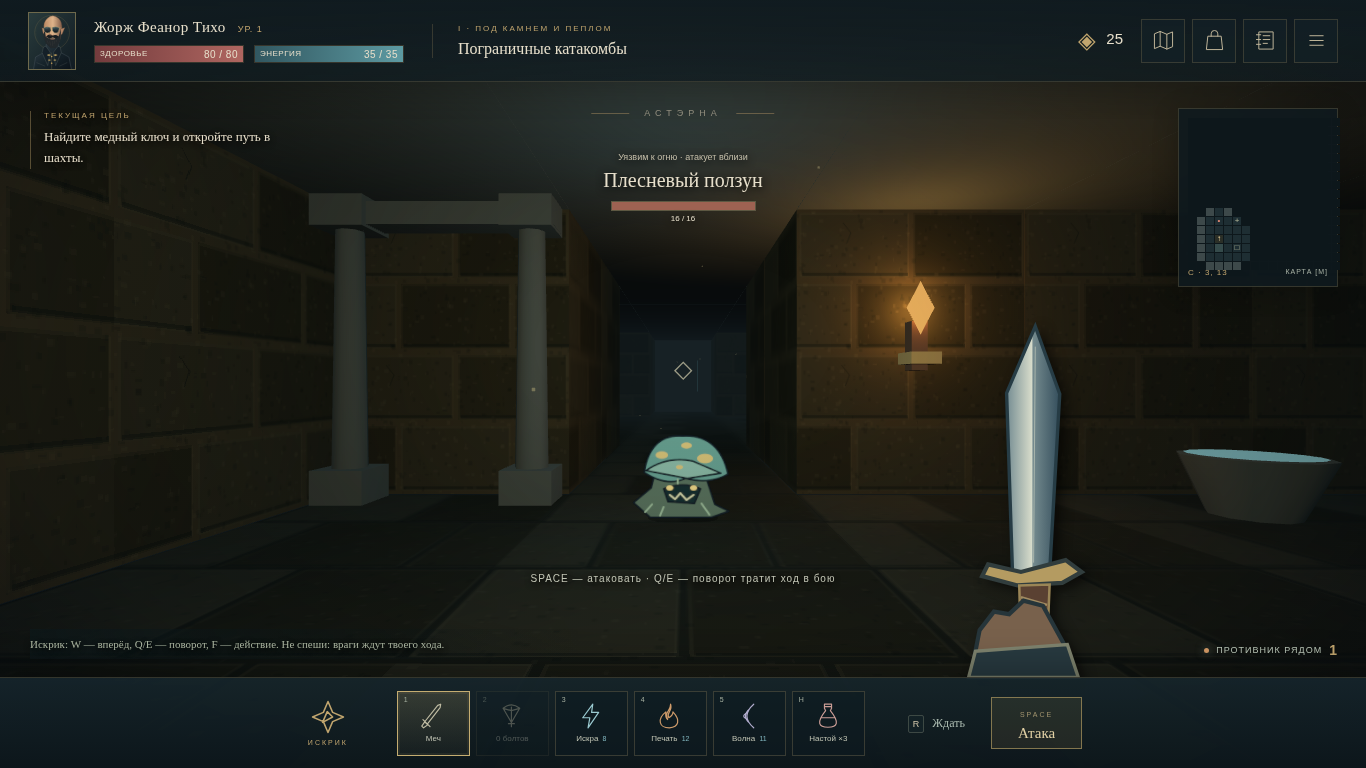 Жорж Феанор Тихо УР. 1
ЗДОРОВЬЕ 80 / 80 ЭНЕРГИЯ 35 / 35
I · ПОД КАМНЕМ И ПЕПЛОМ
Пограничные катакомбы
25
ТЕКУЩАЯ ЦЕЛЬ
Найдите медный ключ и откройте путь в
шахты.
АСТЭРНА
Уязвим к огню · атакует вблизи
Плесневый ползун
16 / 16
С · 3, 13 КАРТА [M]
SPACE — атаковать · Q/E — поворот тратит ход в бою
Искрик: W — вперёд, Q/E — поворот, F — действие. Не спеши: враги ждут твоего хода.
ПРОТИВНИК РЯДОМ 1
ИСКРИК
1
Меч
2
0 болтов
3
Искра 8
4
Печать 12
5
Волна 11
H
Настой ×3
R Ждать
SPACE
Атака